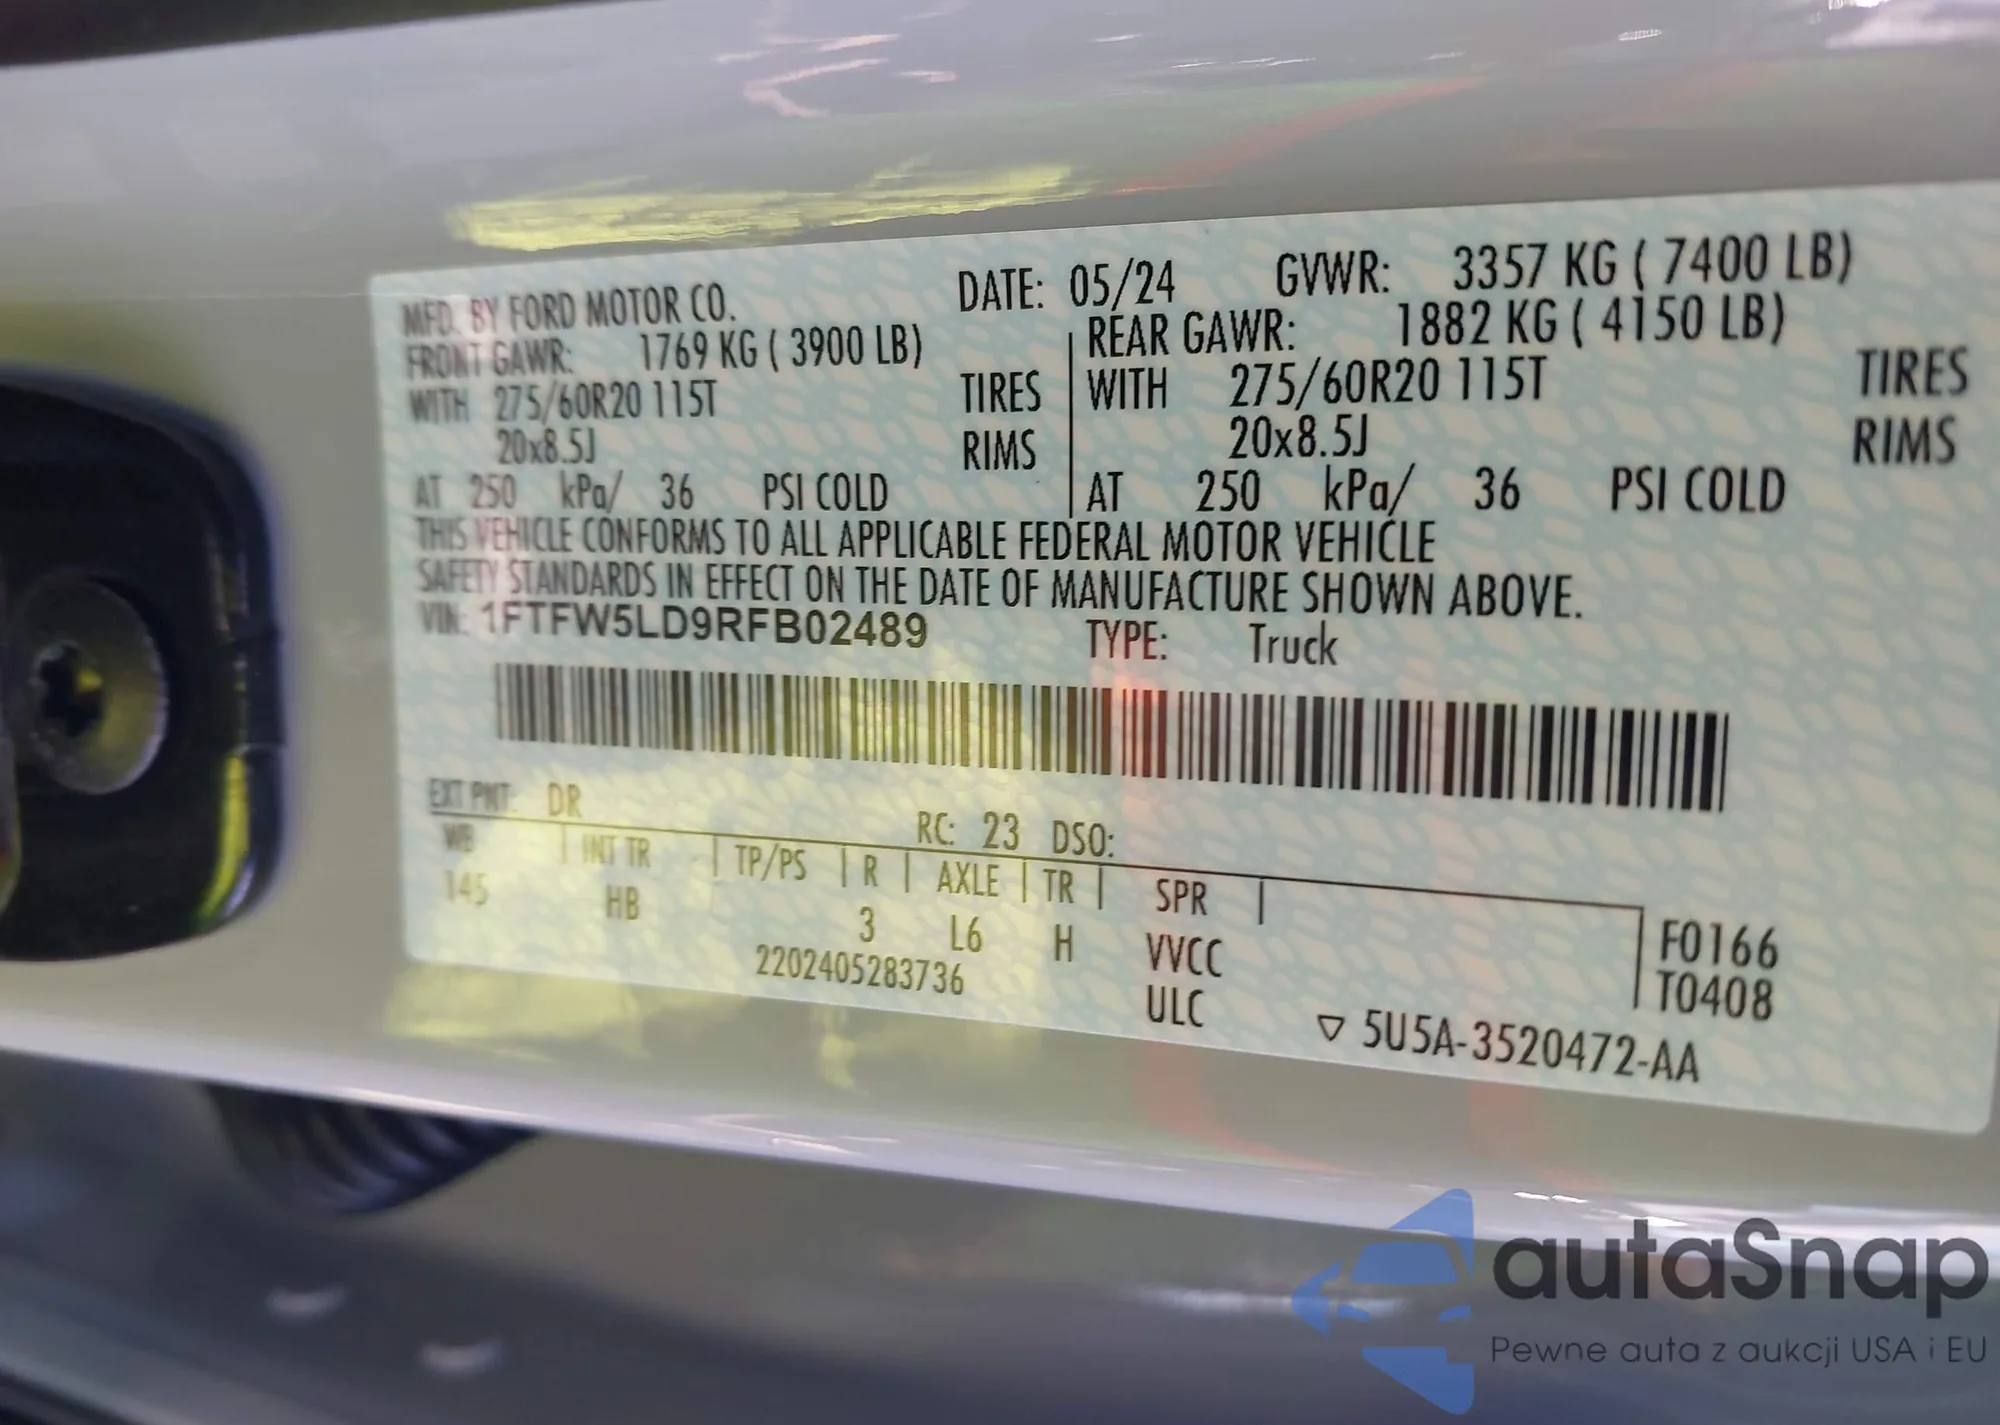 MFD. BY FORD MOTOR CO. DATE: 05/24 GVWR: 3357 KG ( 7400 LB)
FRONT GAWR: 1769 KG ( 3900 LB) REAR GAWR: 1882 KG ( 4150 LB)
WITH 275/60R20 115T TIRES WITH 275/60R20 115T TIRES
20x8.5J RIMS 20x8.5J RIMS
AT 250 kPa/ 36 PSI COLD AT 250 kPa/ 36 PSI COLD
THIS VEHICLE CONFORMS TO ALL APPLICABLE FEDERAL MOTOR VEHICLE
SAFETY STANDARDS IN EFFECT ON THE DATE OF MANUFACTURE SHOWN ABOVE.
VIN: 1FTFW5LD9RFB02489 TYPE: Truck
EXT PNT: DR RC: 23 DSO:
WB INT TR TP/PS R AXLE TR SPR
145 HB 3 L6 H VVCC F0166
2202405283736 ULC T0408
▽ 5U5A-3520472-AA
autaSnap
Pewne auta z aukcji USA i EU